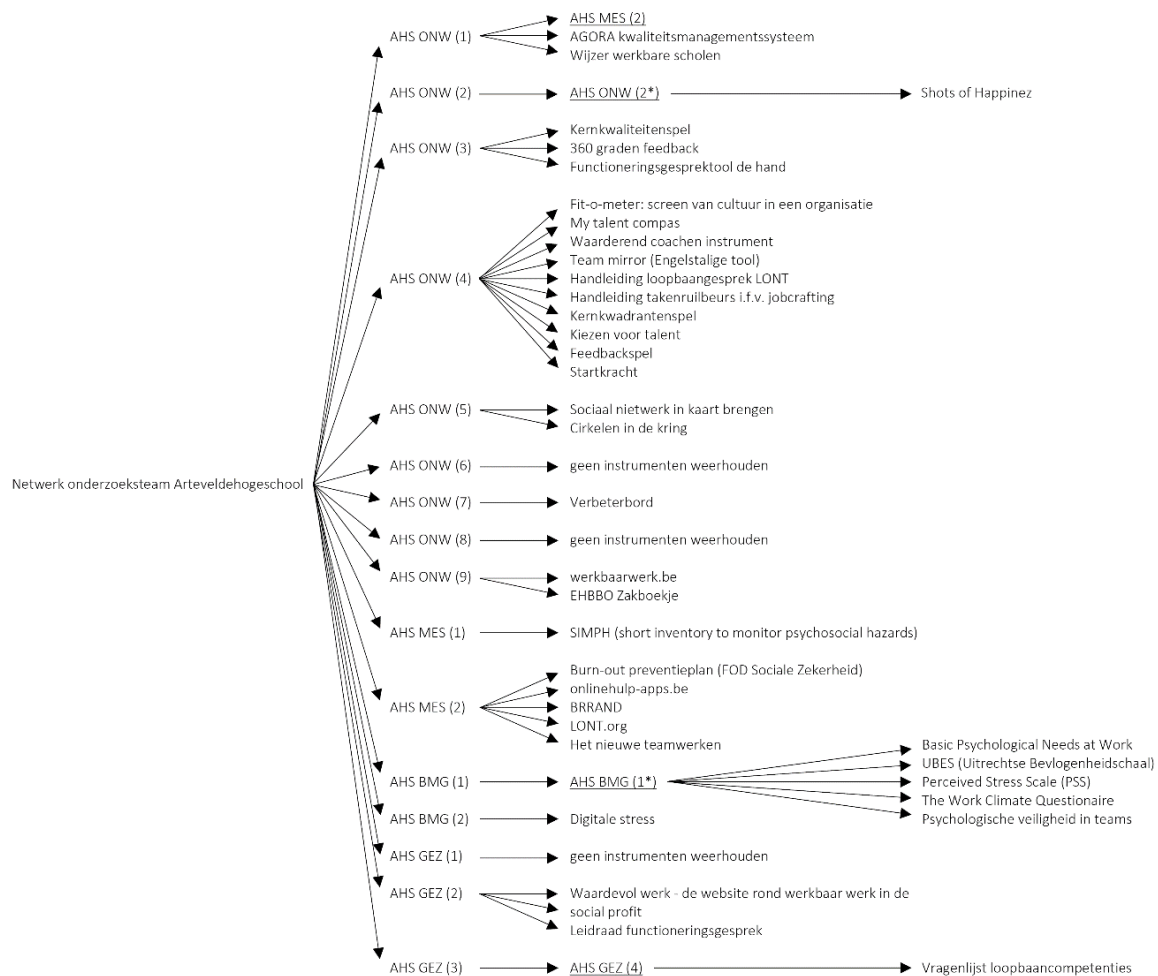 Netwerk onderzoeksteam Arteveldehogeschool
AHS ONW (1)
AHS MES (2)
AGORA kwaliteitsmanagementssysteem
Wijzer werkbare scholen
AHS ONW (2)
AHS ONW (2*)
Shots of Happinez
AHS ONW (3)
Kernkwaliteitenspel
360 graden feedback
Functioneringsgesprektool de hand
AHS ONW (4)
Fit-o-meter: screen van cultuur in een organisatie
My talent compas
Waarderend coachen instrument
Team mirror (Engelstalige tool)
Handleiding loopbaangesprek LONT
Handleiding takenruilbeurs i.f.v. jobcrafting
Kernkwadrantenspel
Kiezen voor talent
Feedbackspel
Startkracht
AHS ONW (5)
Sociaal nietwerk in kaart brengen
Cirkelen in de kring
AHS ONW (6)
geen instrumenten weerhouden
AHS ONW (7)
Verbeterbord
AHS ONW (8)
geen instrumenten weerhouden
AHS ONW (9)
werkbaarwerk.be
EHBBO Zakboekje
AHS MES (1)
SIMPH (short inventory to monitor psychosocial hazards)
AHS MES (2)
Burn-out preventieplan (FOD Sociale Zekerheid)
onlinehulp-apps.be
BRRAND
LONT.org
Het nieuwe teamwerken
AHS BMG (1)
AHS BMG (1*)
Basic Psychological Needs at Work
UBES (Uitrechtse Bevlogenheidschaal)
Perceived Stress Scale (PSS)
The Work Climate Questionaire
Psychologische veiligheid in teams
AHS BMG (2)
Digitale stress
AHS GEZ (1)
geen instrumenten weerhouden
AHS GEZ (2)
Waardevol werk - de website rond werkbaar werk in de
social profit
Leidraad functioneringsgesprek
AHS GEZ (3)
AHS GEZ (4)
Vragenlijst loopbaancompetenties